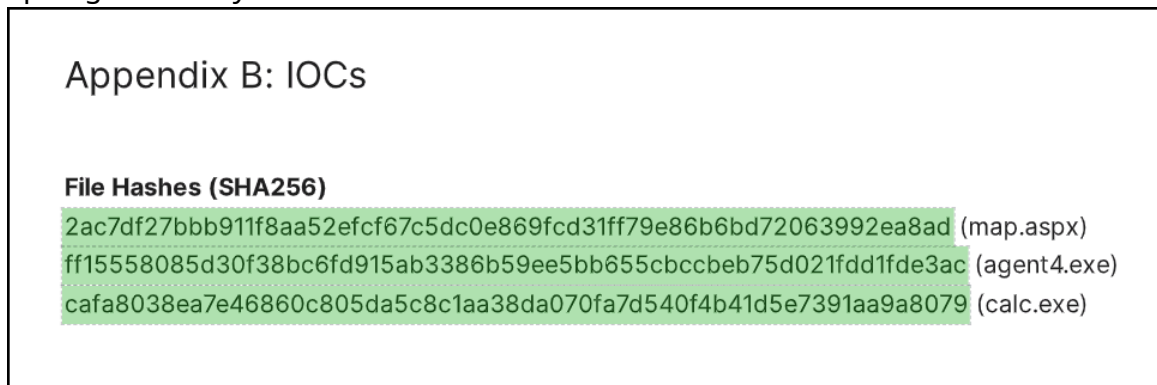 Appendix B: IOCs
File Hashes (SHA256)
2ac7df27bbb911f8aa52efcf67c5dc0e869fcd31ff79e86b6bd72063992ea8ad (map.aspx)
ff15558085d30f38bc6fd915ab3386b59ee5bb655cbccbeb75d021fdd1fde3ac (agent4.exe)
cafa8038ea7e46860c805da5c8c1aa38da070fa7d540f4b41d5e7391aa9a8079 (calc.exe)